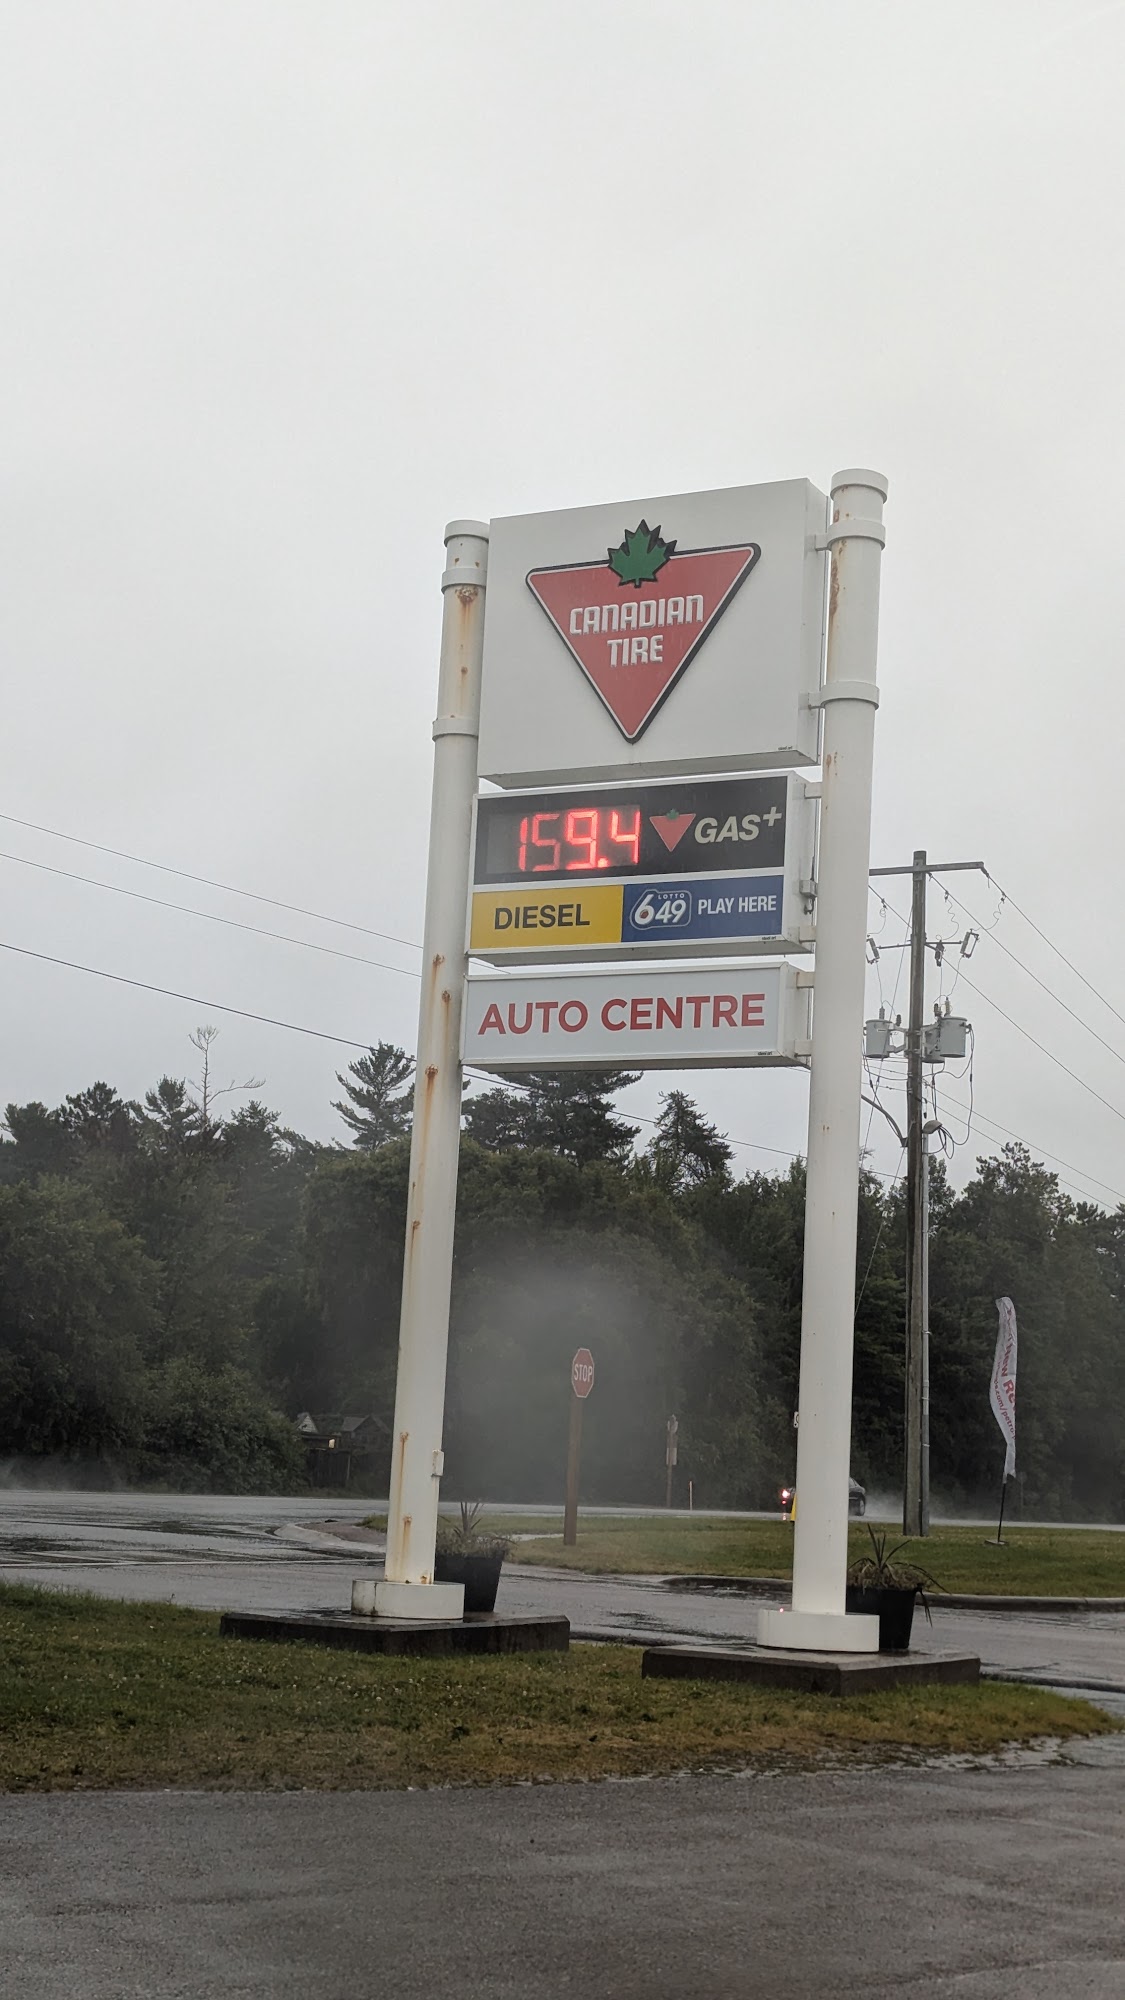 CANADIAN
TIRE
159.4 GAS+
DIESEL
LOTTO
649 PLAY HERE
AUTO CENTRE
STOP